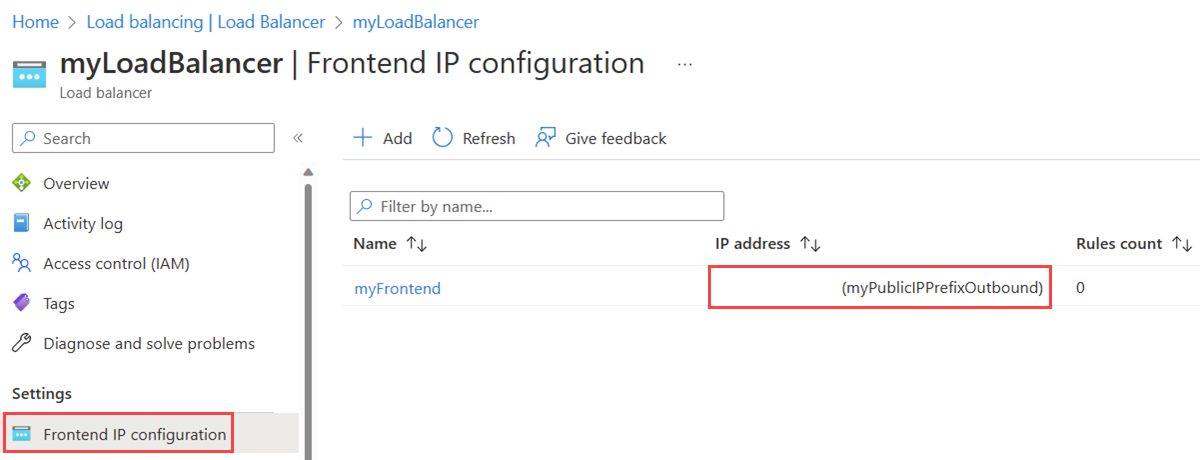 Home > Load balancing | Load Balancer > myLoadBalancer
myLoadBalancer | Frontend IP configuration ...
Load balancer
Search «
Add Refresh Give feedback
Overview
Activity log
Access control (IAM)
Tags
Diagnose and solve problems
Settings
Frontend IP configuration
Filter by name...
Name ↑↓ IP address ↑↓ Rules count ↑↓
myFrontend (myPublicIPPrefixOutbound) 0